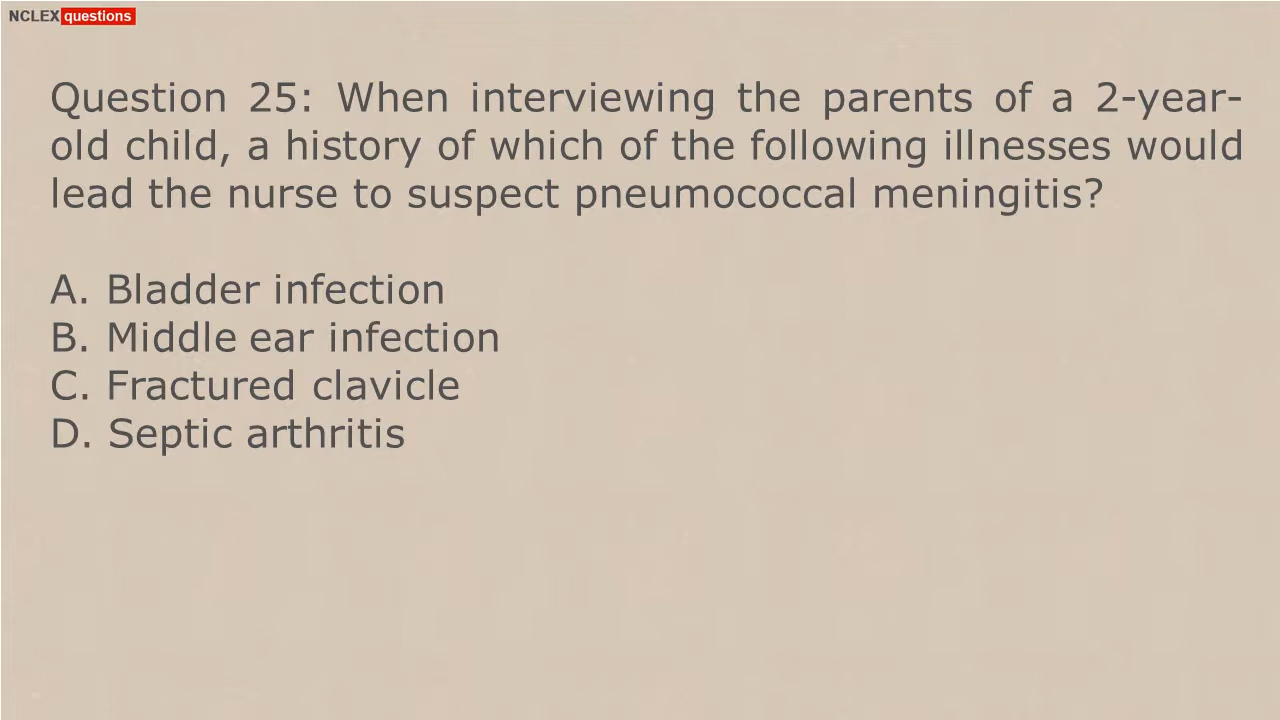 NCLEX questions
Question 25: When interviewing the parents of a 2-year-
old child, a history of which of the following illnesses would
lead the nurse to suspect pneumococcal meningitis?
A. Bladder infection
B. Middle ear infection
C. Fractured clavicle
D. Septic arthritis